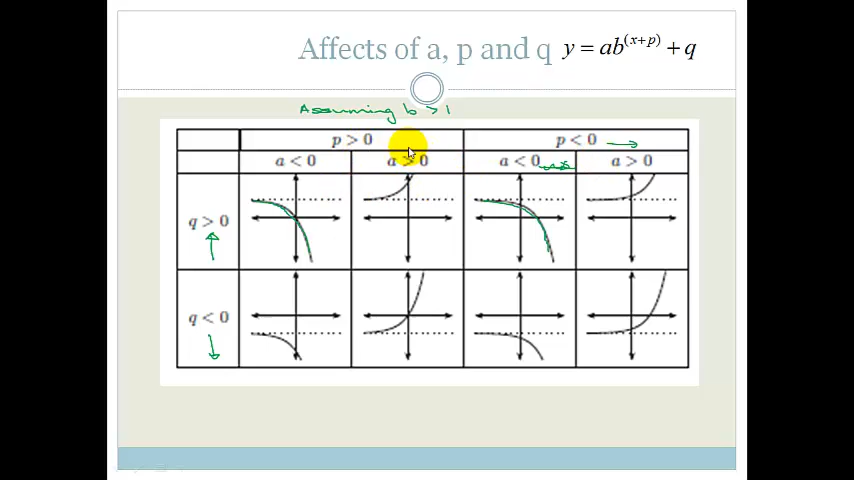 Affects of a, p and q y = ab^(x+p) + q
Assuming b > 1
p > 0 p < 0
a < 0 a > 0 a < 0 a > 0
q > 0
q < 0